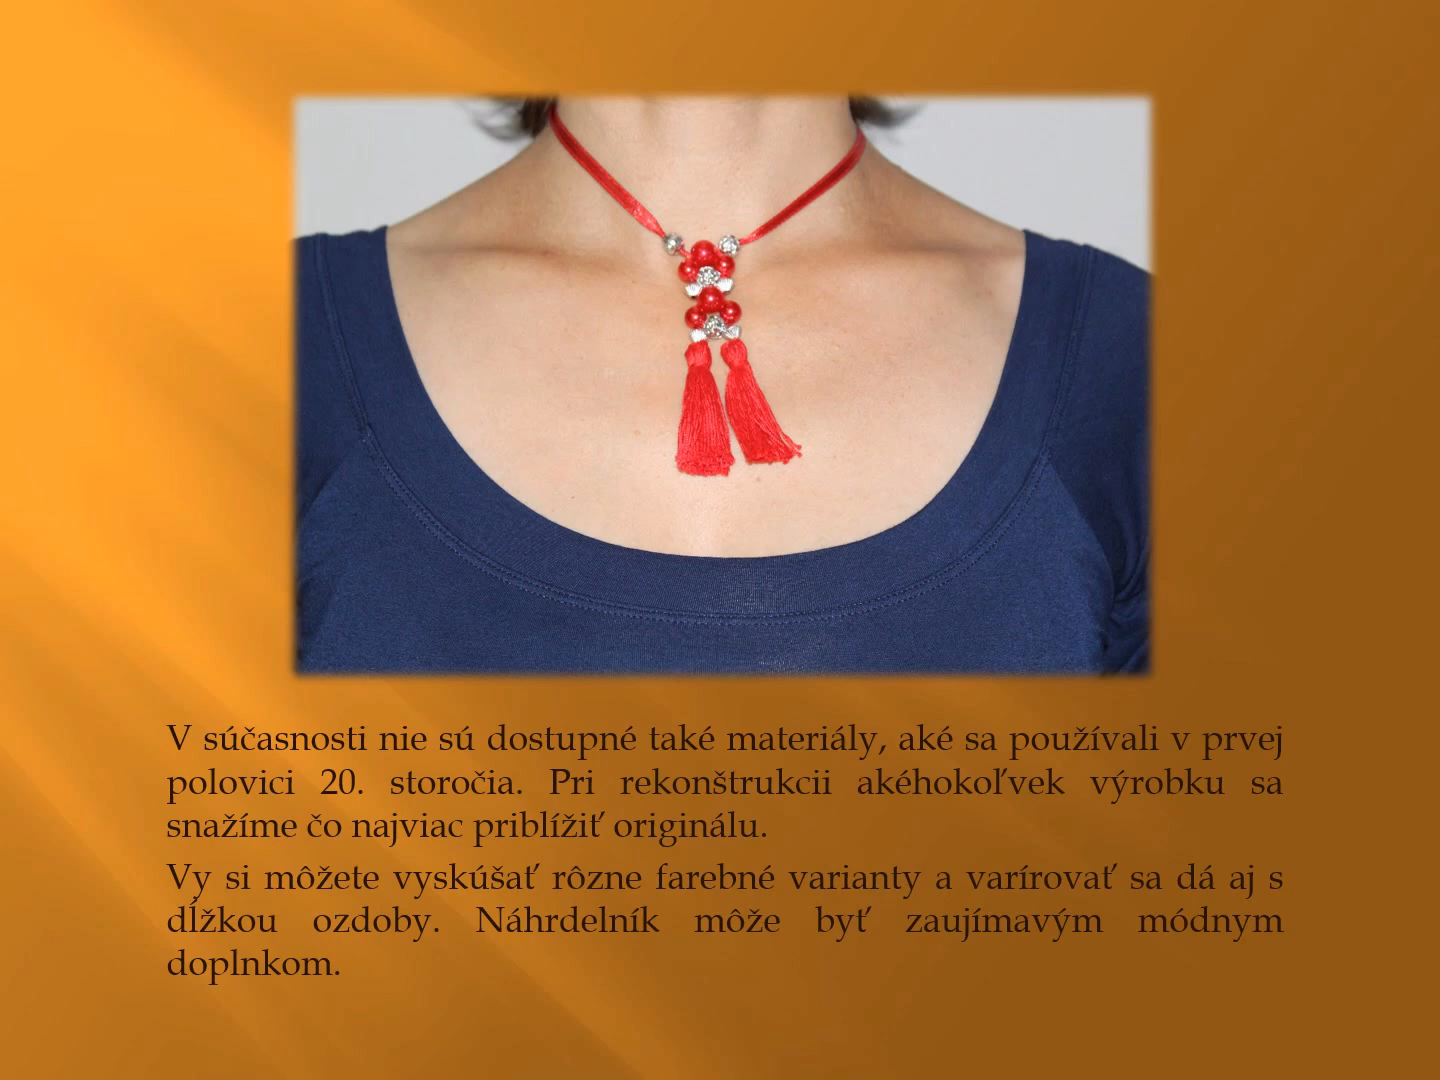 V súčasnosti nie sú dostupné také materiály, aké sa používali v prvej
polovici 20. storočia. Pri rekonštrukcii akéhokoľvek výrobku sa
snažíme čo najviac priblížiť originálu.
Vy si môžete vyskúšať rôzne farebné varianty a varírovať sa dá aj s
dĺžkou ozdoby. Náhrdelník môže byť zaujímavým módnym
doplnkom.